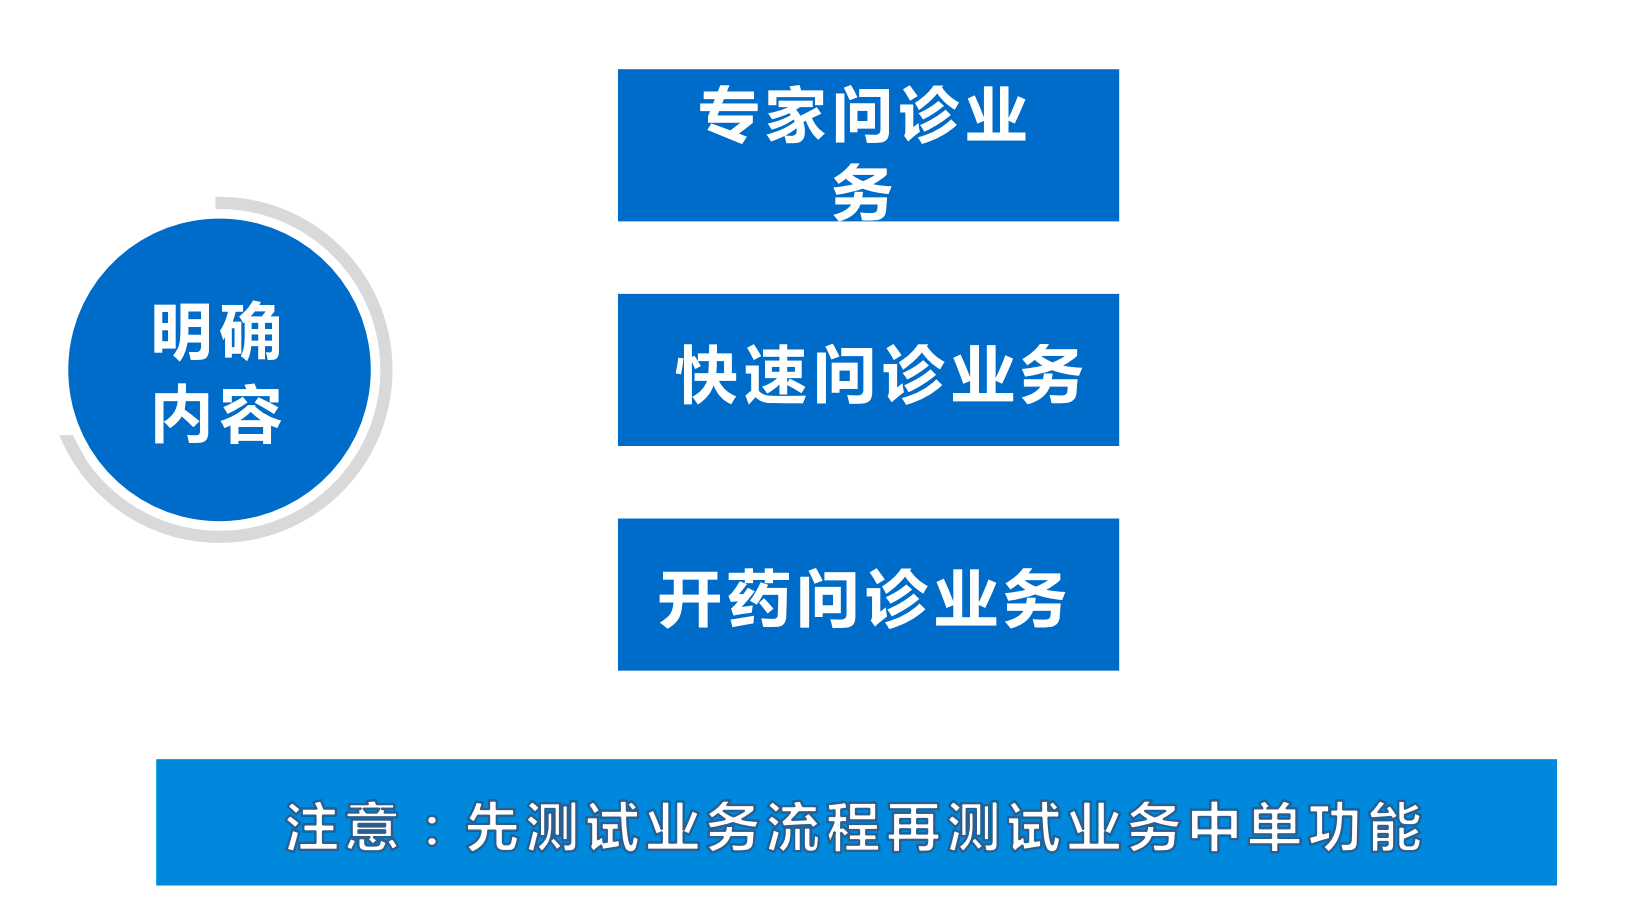 专家问诊业
务
明确
内容
快速问诊业务
开药问诊业务
注意：先测试业务流程再测试业务中单功能